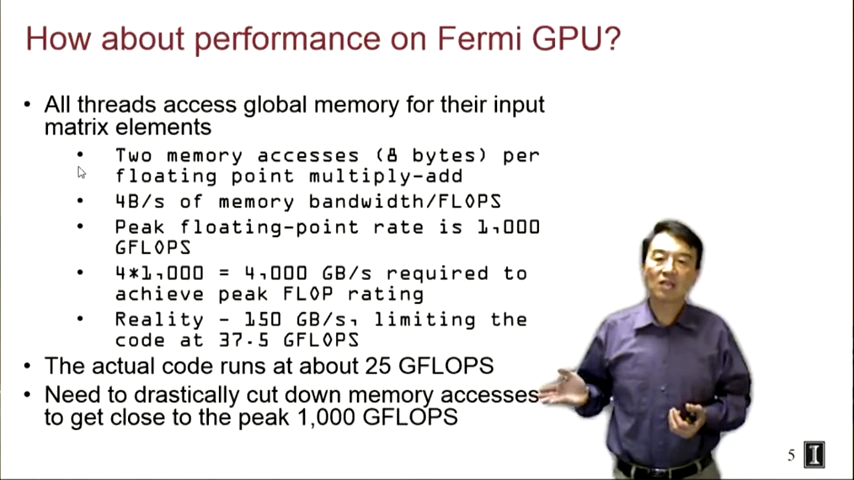 How about performance on Fermi GPU?
• All threads access global memory for their input
matrix elements
• Two memory accesses (8 bytes) per
floating point multiply-add
• 4B/s of memory bandwidth/FLOPS
• Peak floating-point rate is 1,000
GFLOPS
• 4*1,000 = 4,000 GB/s required to
achieve peak FLOP rating
• Reality - 150 GB/s, limiting the
code at 37.5 GFLOPS
• The actual code runs at about 25 GFLOPS
• Need to drastically cut down memory accesses
to get close to the peak 1,000 GFLOPS
5 I